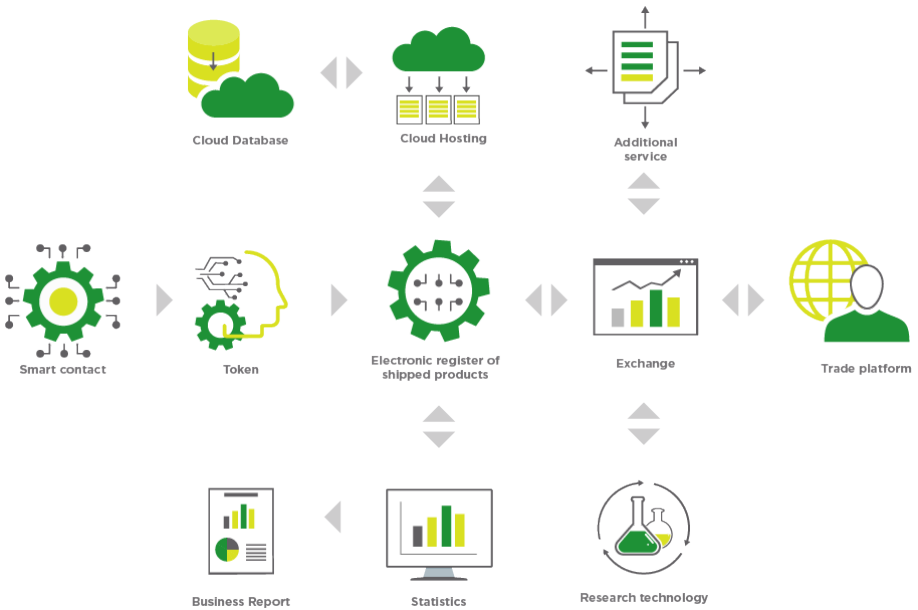 Cloud Database
Cloud Hosting
Additional
service
Smart contact
Token
Electronic register of
shipped products
Exchange
Trade platform
Business Report
Statistics
Research technology